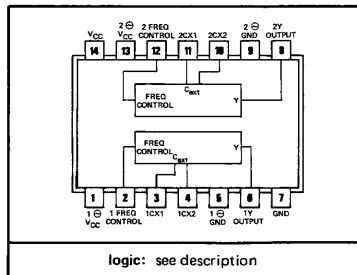 2 ⊖ 2 FREQ 2 ⊖ 2Y
VCC VCC CONTROL 2CX1 2CX2 GND OUTPUT
14 13 12 11 10 9 8
Cext
FREQ CONTROL Y
FREQ CONTROL Y
Cext
1 2 3 4 5 6 7
1 ⊖ 1 FREQ 1CX1 1CX2 1 ⊖ 1Y GND
VCC CONTROL GND OUTPUT
logic: see description